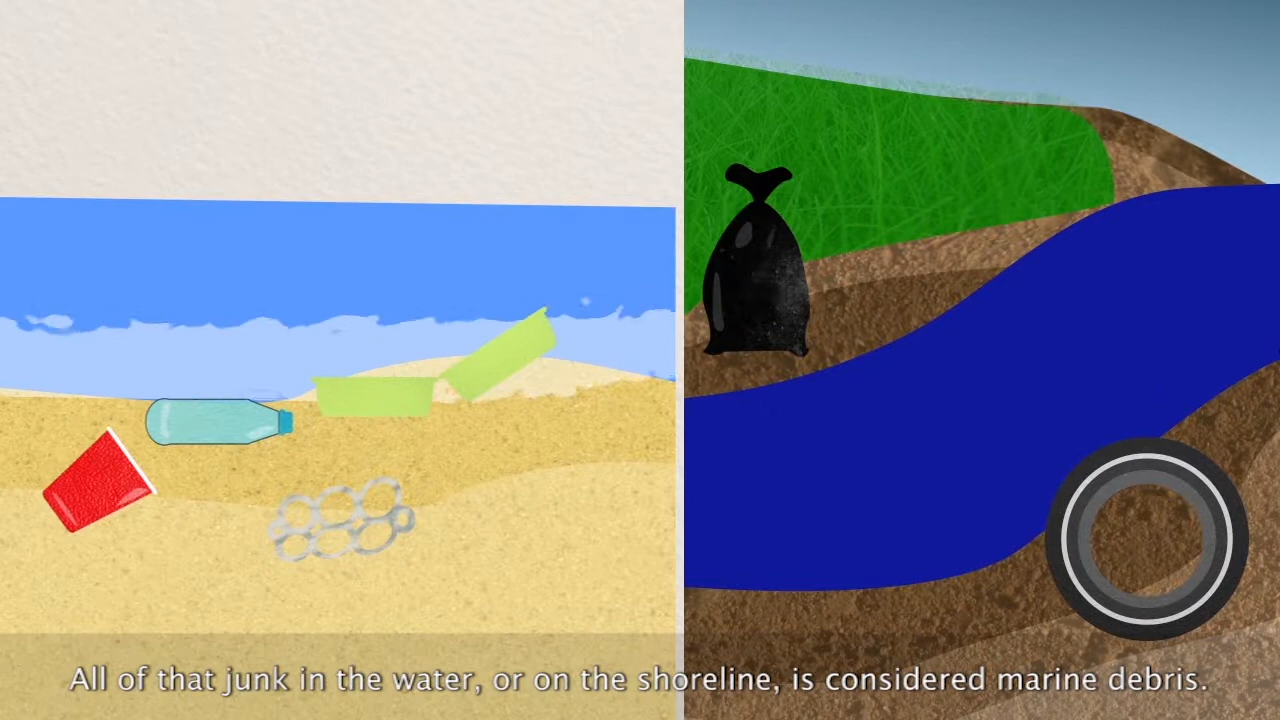 All of that junk in the water, or on the shoreline, is considered marine debris.